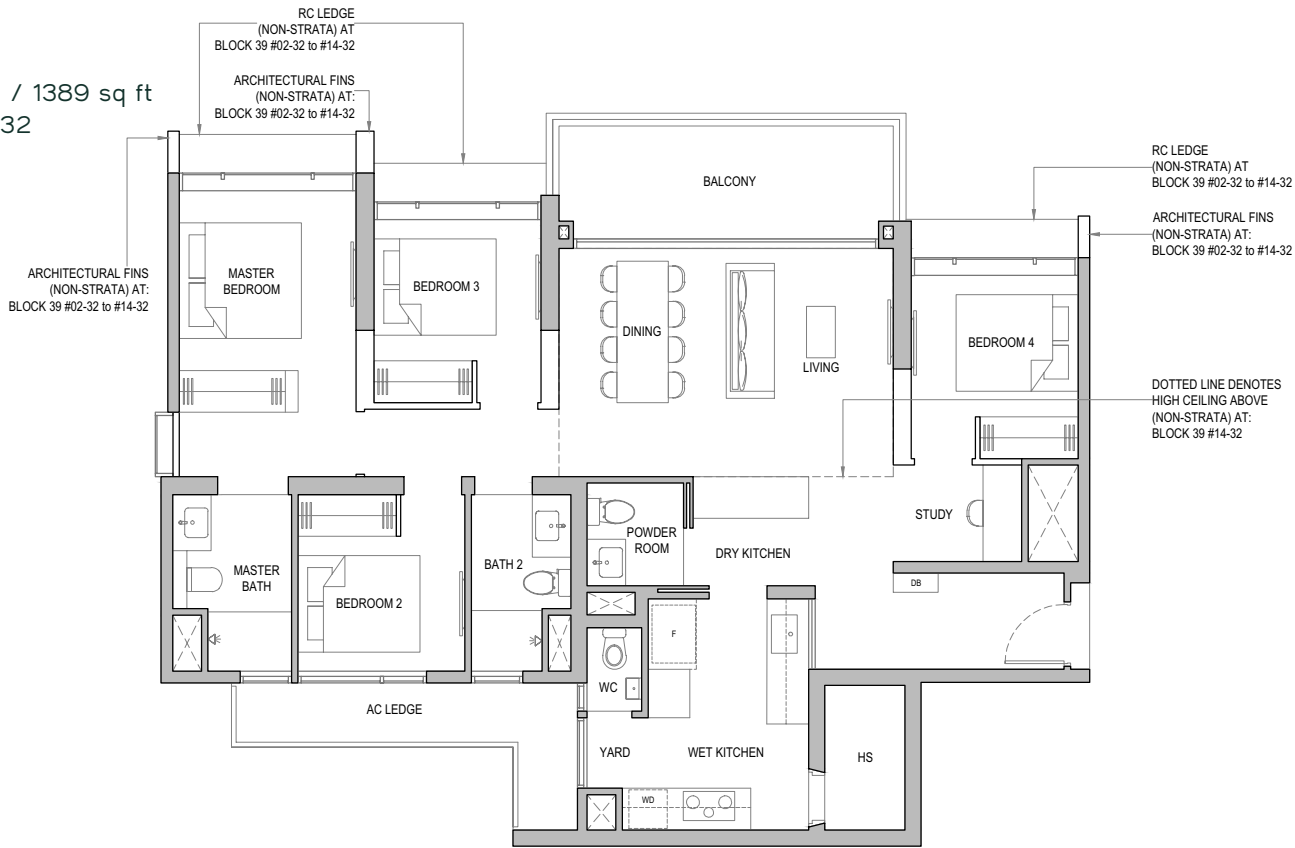 RC LEDGE
(NON-STRATA) AT
BLOCK 39 #02-32 to #14-32
ARCHITECTURAL FINS
(NON-STRATA) AT:
BLOCK 39 #02-32 to #14-32
/ 1389 sq ft
32
RC LEDGE
(NON-STRATA) AT
BLOCK 39 #02-32 to #14-32
ARCHITECTURAL FINS
(NON-STRATA) AT:
BLOCK 39 #02-32 to #14-32
BALCONY
ARCHITECTURAL FINS
(NON-STRATA) AT:
BLOCK 39 #02-32 to #14-32
MASTER
BEDROOM
BEDROOM 3
DINING
LIVING
BEDROOM 4
DOTTED LINE DENOTES
HIGH CEILING ABOVE
(NON-STRATA) AT:
BLOCK 39 #14-32
STUDY
POWDER
ROOM
DRY KITCHEN
MASTER
BATH
BEDROOM 2
BATH 2
DB
F
WC
AC LEDGE
YARD
WET KITCHEN
HS
WD